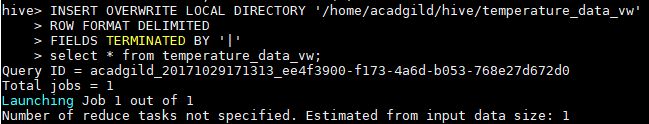 hive> INSERT OVERWRITE LOCAL DIRECTORY '/home/acadgild/hive/temperature_data_vw'
    > ROW FORMAT DELIMITED
    > FIELDS TERMINATED BY '|'
    > select * from temperature_data_vw;
Query ID = acadgild_20171029171313_ee4f3900-f173-4a6d-b053-768e27d672d0
Total jobs = 1
Launching Job 1 out of 1
Number of reduce tasks not specified. Estimated from input data size: 1